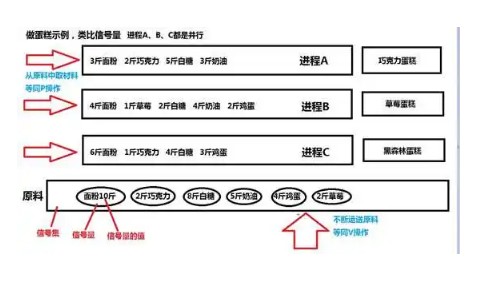 做蛋糕示例，类比信号量 进程A、B、C都是并行
3斤面粉 2斤巧克力 5斤白糖 3斤奶油 进程A
巧克力蛋糕
从原料中取材料
等同P操作
4斤面粉 1斤草莓 2斤白糖 4斤奶油 2斤鸡蛋 进程B
草莓蛋糕
6斤面粉 1斤巧克力 4斤白糖 3斤鸡蛋 进程C
黑森林蛋糕
原料 面粉10斤 2斤巧克力 8斤白糖 5斤奶油 4斤鸡蛋 2斤草莓
信号集 信号量 信号量的值
不断运送原料
等同V操作